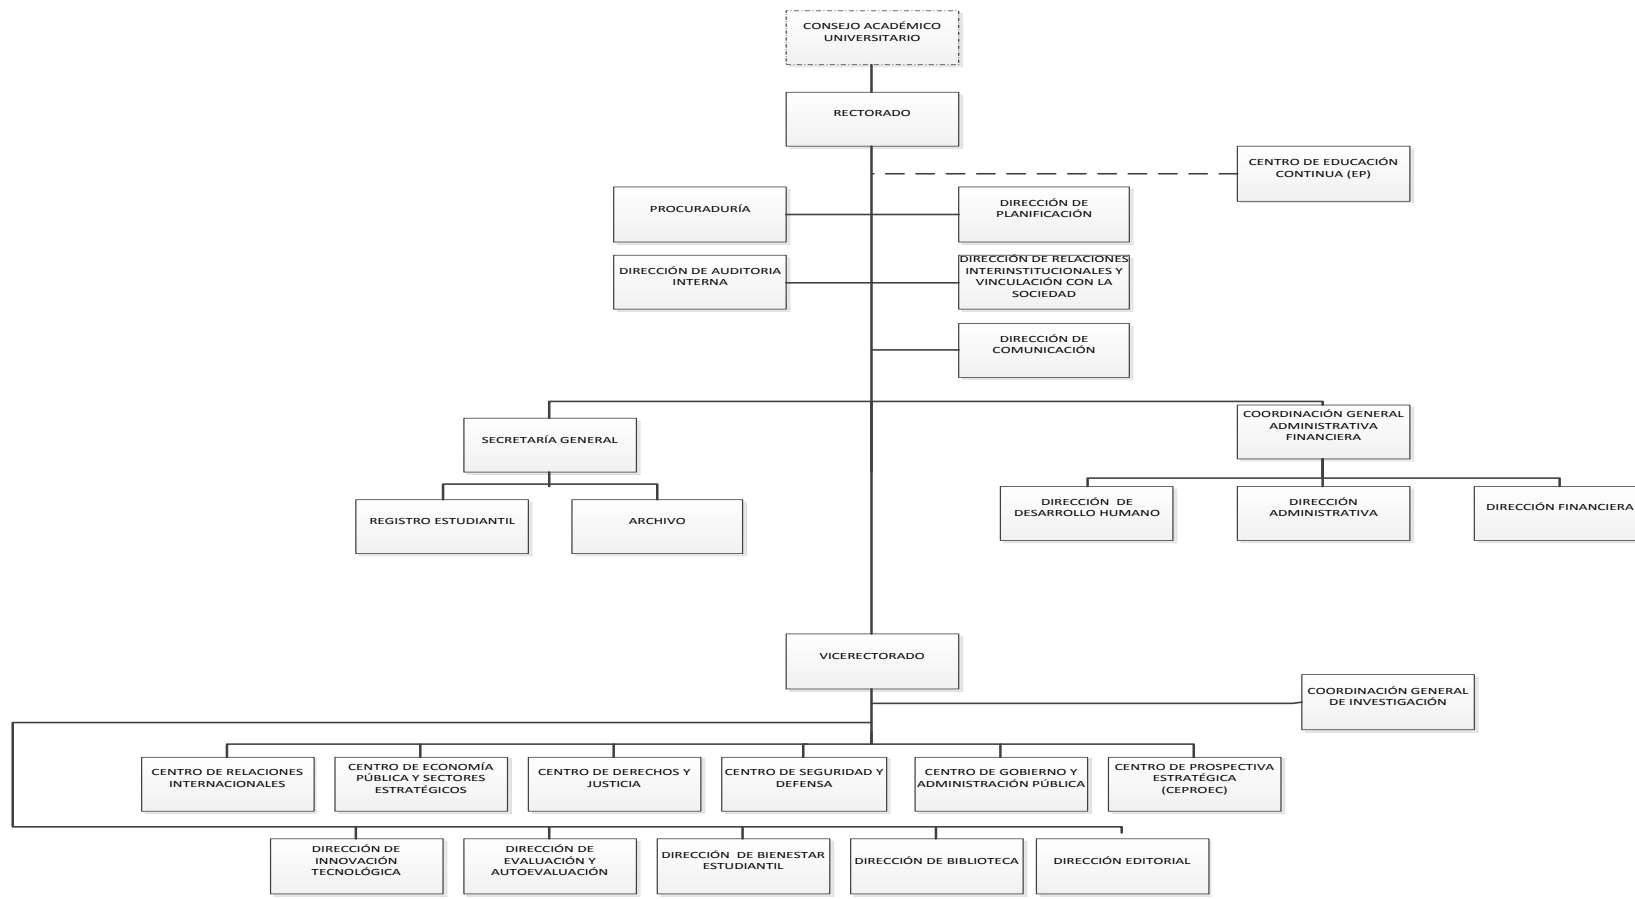 CONSEJO ACADÉMICO
UNIVERSITARIO
RECTORADO
CENTRO DE EDUCACIÓN
CONTINUA (EP)
PROCURADURÍA
DIRECCIÓN DE
PLANIFICACIÓN
DIRECCIÓN DE AUDITORIA
INTERNA
DIRECCIÓN DE RELACIONES
INTERINSTITUCIONALES Y
VINCULACIÓN CON LA
SOCIEDAD
DIRECCIÓN DE
COMUNICACIÓN
SECRETARÍA GENERAL
COORDINACIÓN GENERAL
ADMINISTRATIVA
FINANCIERA
REGISTRO ESTUDIANTIL
ARCHIVO
DIRECCIÓN  DE
DESARROLLO HUMANO
DIRECCIÓN
ADMINISTRATIVA
DIRECCIÓN FINANCIERA
VICERECTORADO
COORDINACIÓN GENERAL
DE INVESTIGACIÓN
CENTRO DE RELACIONES
INTERNACIONALES
CENTRO DE ECONOMÍA
PÚBLICA Y SECTORES
ESTRATÉGICOS
CENTRO DE DERECHOS Y
JUSTICIA
CENTRO DE SEGURIDAD Y
DEFENSA
CENTRO DE GOBIERNO Y
ADMINISTRACIÓN PÚBLICA
CENTRO DE PROSPECTIVA
ESTRATÉGICA
(CEPROEC)
DIRECCIÓN DE
INNOVACIÓN
TECNOLÓGICA
DIRECCIÓN DE
EVALUACIÓN Y
AUTOEVALUACIÓN
DIRECCIÓN  DE BIENESTAR
ESTUDIANTIL
DIRECCIÓN DE BIBLIOTECA
DIRECCIÓN EDITORIAL